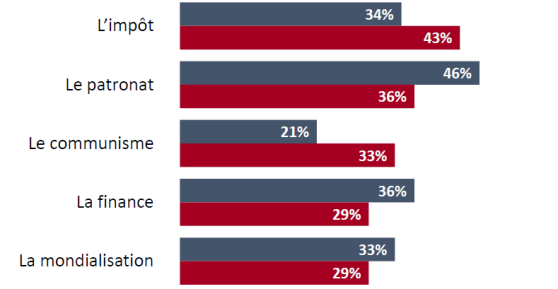 L’impôt
34%
43%
Le patronat
46%
36%
Le communisme
21%
33%
La finance
36%
29%
La mondialisation
33%
29%